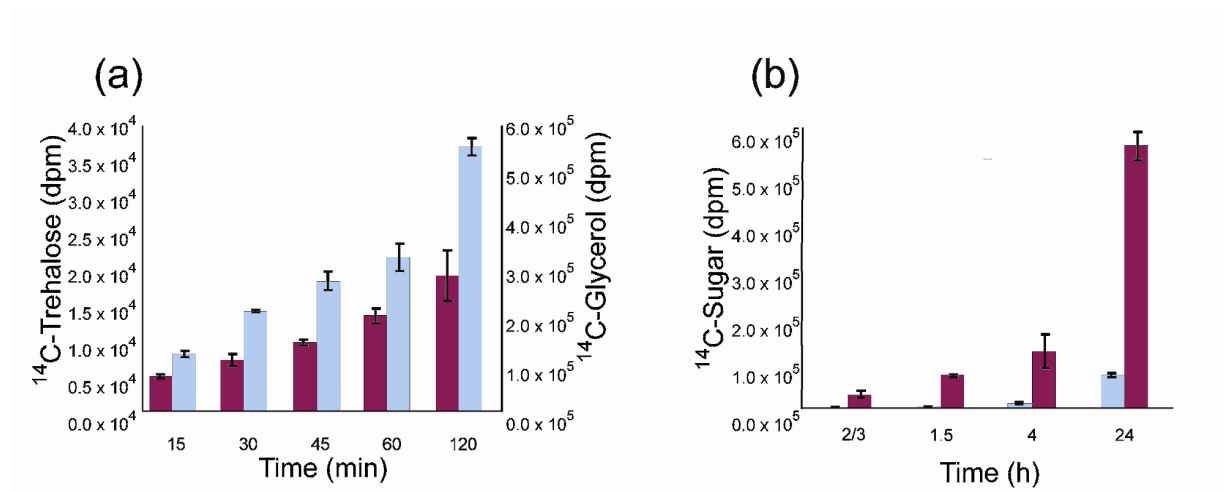 (a)
(b)
¹⁴C-Trehalose (dpm)
4.0 x 10⁴
3.5 x 10⁴
3.0 x 10⁴
2.5 x 10⁴
2.0 x 10⁴
1.5 x 10⁴
1.0 x 10⁴
0.5 x 10⁴
0.0 x 10⁴
15 30 45 60 120
Time (min)
6.0 x 10⁵
5.0 x 10⁵
4.0 x 10⁵
3.0 x 10⁵
2.0 x 10⁵
1.0 x 10⁵
0.0 x 10⁵
¹⁴C-Glycerol (dpm)
¹⁴C-Sugar (dpm)
6.0 x 10⁵
5.0 x 10⁵
4.0 x 10⁵
3.0 x 10⁵
2.0 x 10⁵
1.0 x 10⁵
0.0 x 10⁵
2/3 1.5 4 24
Time (h)